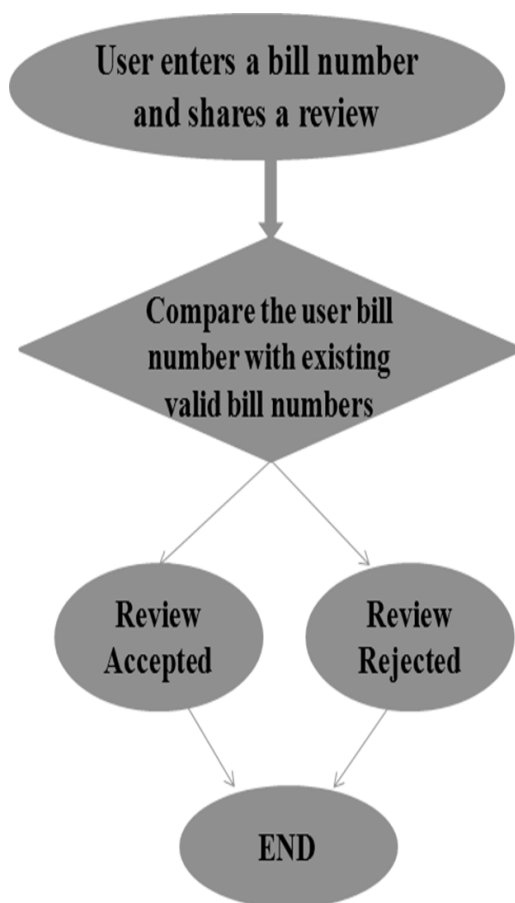 User enters a bill number
and shares a review
Compare the user bill
number with existing
valid bill numbers
Review
Accepted
Review
Rejected
END